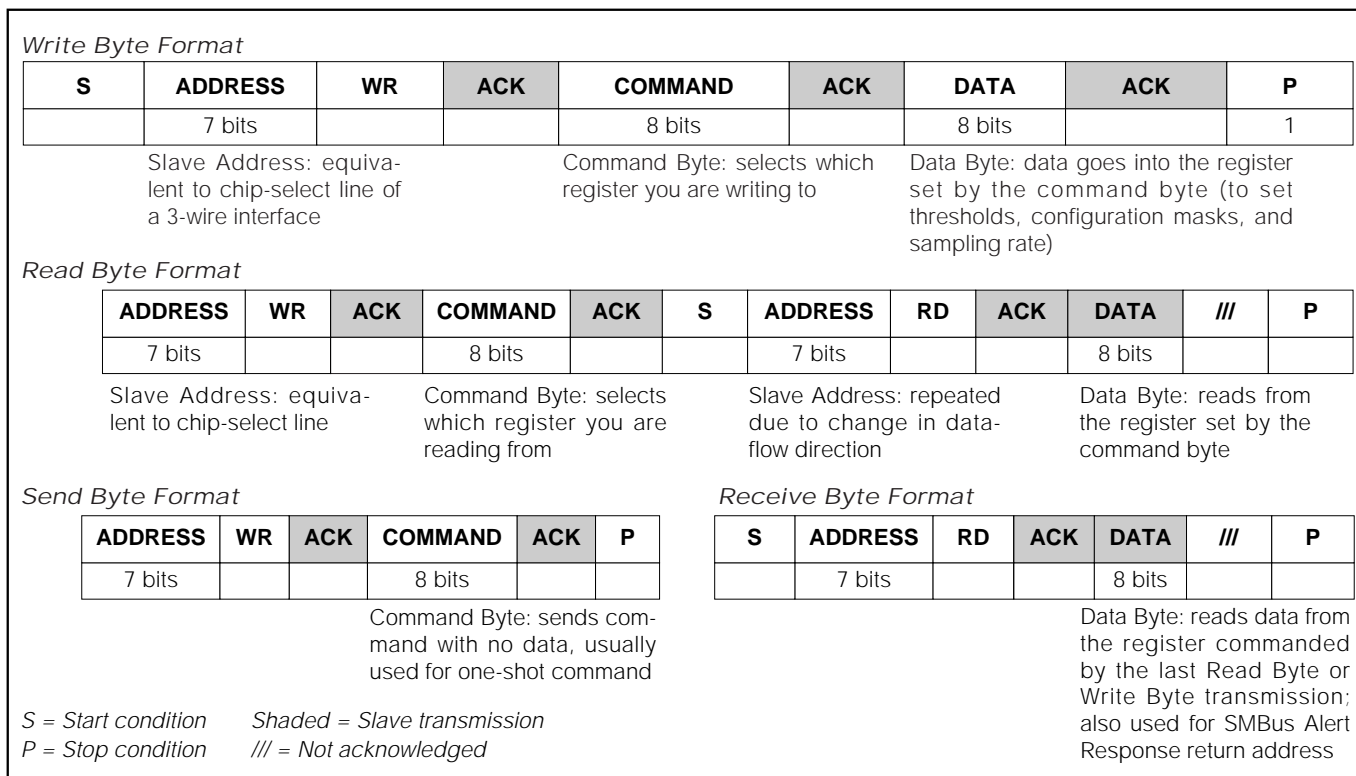 Write Byte Format
S ADDRESS WR ACK COMMAND ACK DATA ACK P
7 bits 8 bits 8 bits 1
Slave Address: equiva-
lent to chip-select line of
a 3-wire interface
Command Byte: selects which
register you are writing to
Data Byte: data goes into the register
set by the command byte (to set
thresholds, configuration masks, and
sampling rate)
Read Byte Format
ADDRESS WR ACK COMMAND ACK S ADDRESS RD ACK DATA /// P
7 bits 8 bits 7 bits 8 bits
Slave Address: equiva-
lent to chip-select line
Command Byte: selects
which register you are
reading from
Slave Address: repeated
due to change in data-
flow direction
Data Byte: reads from
the register set by the
command byte
Send Byte Format
ADDRESS WR ACK COMMAND ACK P
7 bits 8 bits
Command Byte: sends com-
mand with no data, usually
used for one-shot command
Receive Byte Format
S ADDRESS RD ACK DATA /// P
7 bits 8 bits
Data Byte: reads data from
the register commanded
by the last Read Byte or
Write Byte transmission;
also used for SMBus Alert
Response return address
S = Start condition Shaded = Slave transmission
P = Stop condition /// = Not acknowledged